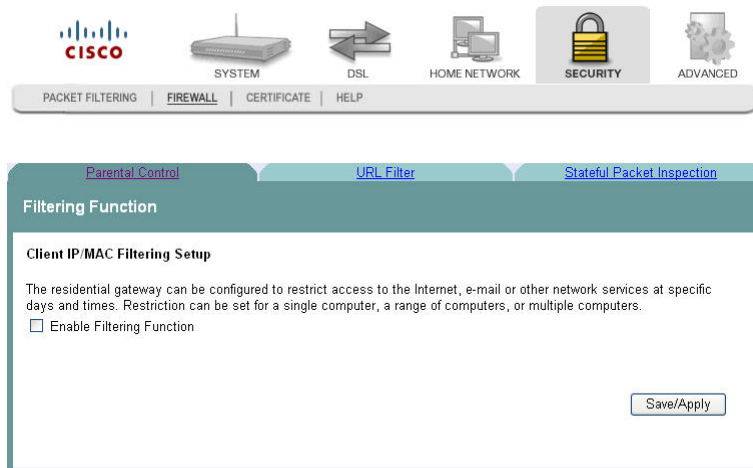 CISCO
SYSTEM
DSL
HOME NETWORK
SECURITY
ADVANCED
PACKET FILTERING | FIREWALL | CERTIFICATE | HELP
Parental Control
URL Filter
Stateful Packet Inspection
Filtering Function
Client IP/MAC Filtering Setup
The residential gateway can be configured to restrict access to the Internet, e-mail or other network services at specific
days and times. Restriction can be set for a single computer, a range of computers, or multiple computers.
Enable Filtering Function
Save/Apply